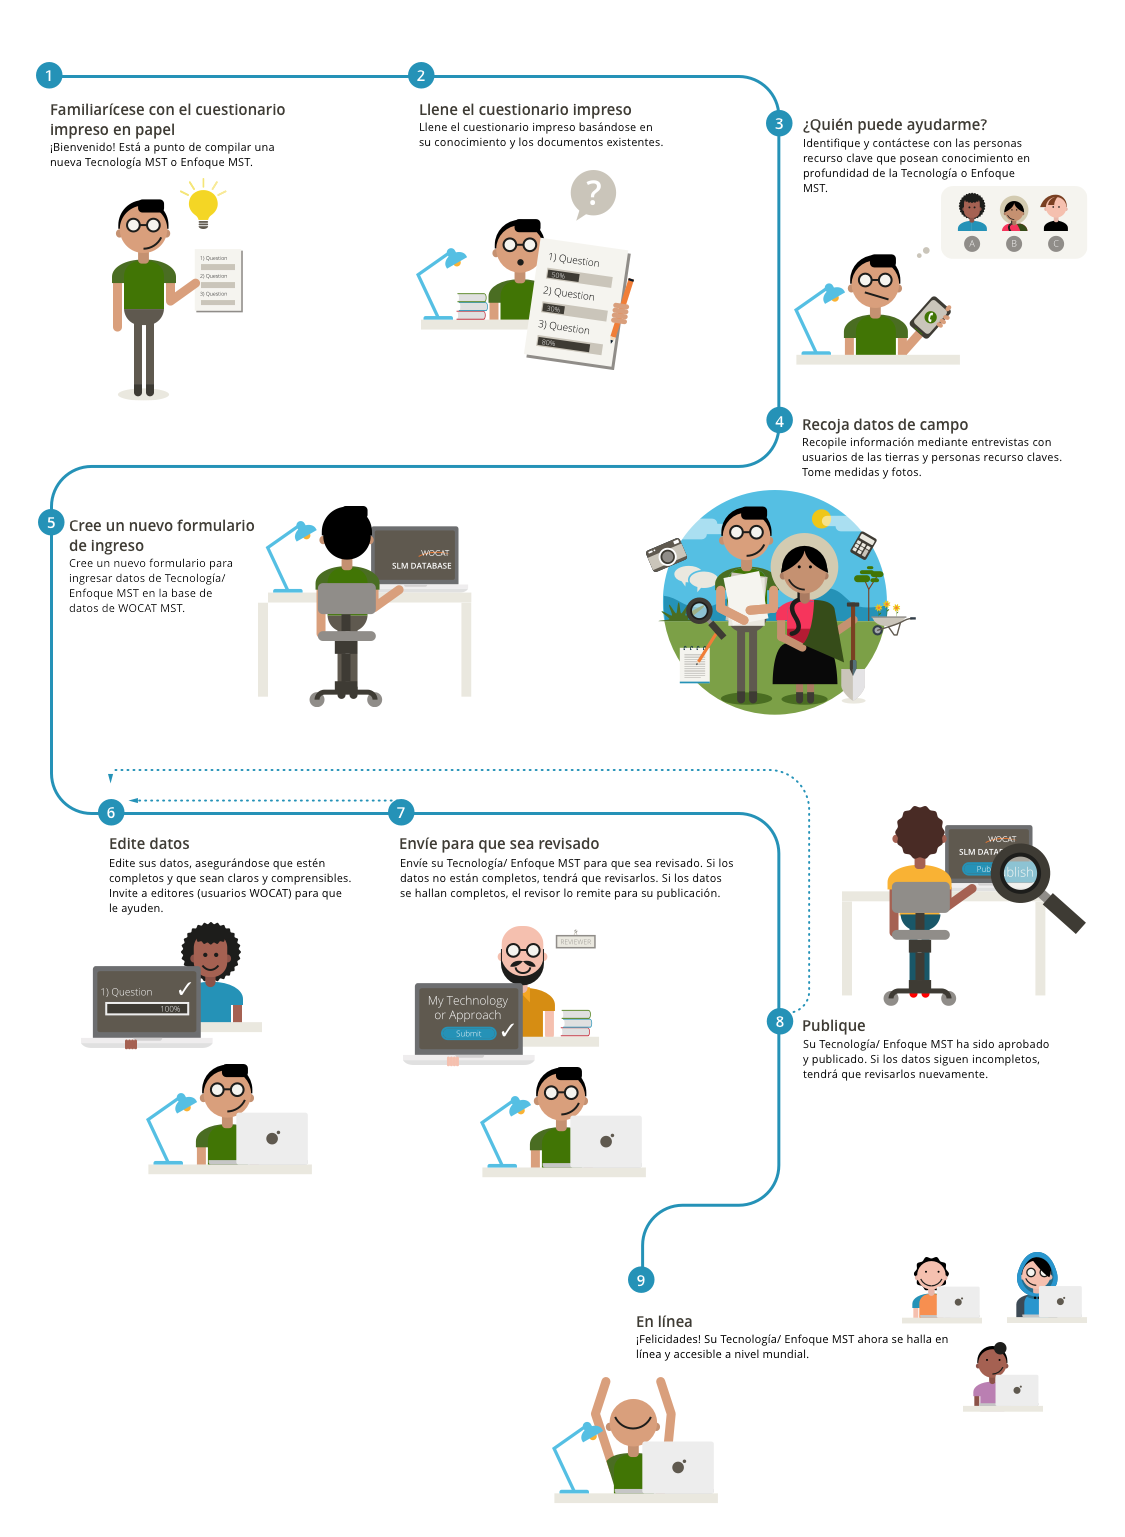 1
Familiarícese con el cuestionario
impreso en papel
¡Bienvenido! Está a punto de compilar una
nueva Tecnología MST o Enfoque MST.
1) Question
2) Question
3) Question
2
Llene el cuestionario impreso
Llene el cuestionario impreso basándose en
su conocimiento y los documentos existentes.
?
1) Question
50%
2) Question
30%
3) Question
80%
3
¿Quién puede ayudarme?
Identifique y contáctese con las personas
recurso clave que posean conocimiento en
profundidad de la Tecnología o Enfoque
MST.
A
B
C
4
Recoja datos de campo
Recopile información mediante entrevistas con
usuarios de las tierras y personas recurso claves.
Tome medidas y fotos.
5
Cree un nuevo formulario
de ingreso
Cree un nuevo formulario para
ingresar datos de Tecnología/
Enfoque MST en la base de
datos de WOCAT MST.
WOCAT
SLM DATABASE
6
Edite datos
Edite sus datos, asegurándose que estén
completos y que sean claros y comprensibles.
Invite a editores (usuarios WOCAT) para que
le ayuden.
1) Question
100%
7
Envíe para que sea revisado
Envíe su Tecnología/ Enfoque MST para que sea revisado. Si los
datos no están completos, tendrá que revisarlos. Si los datos
se hallan completos, el revisor lo remite para su publicación.
REVIEWER
My Technology
or Approach
Submit
WOCAT
SLM DATA
Pub
blish
8
Publique
Su Tecnología/ Enfoque MST ha sido aprobado
y publicado. Si los datos siguen incompletos,
tendrá que revisarlos nuevamente.
9
En línea
¡Felicidades! Su Tecnología/ Enfoque MST ahora se halla en
línea y accesible a nivel mundial.